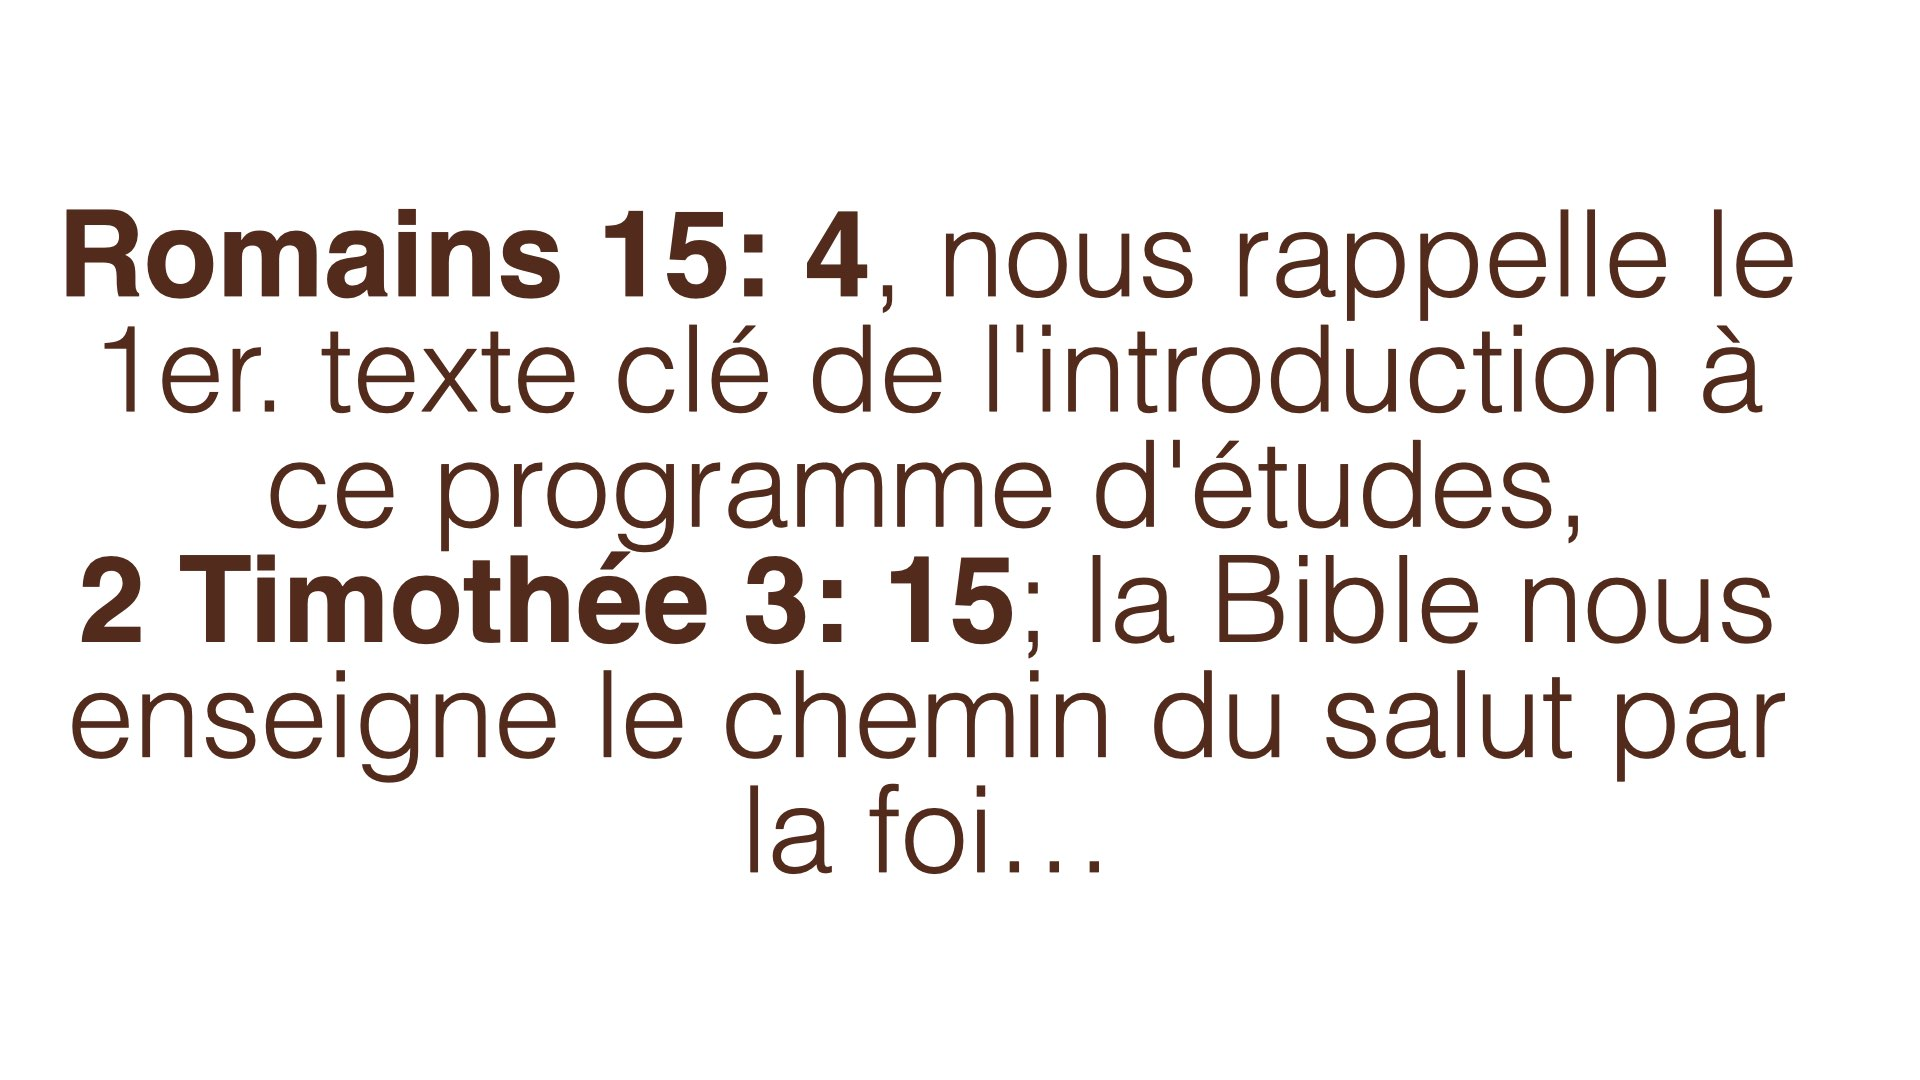 Romains 15: 4, nous rappelle le
1er. texte clé de l'introduction à
ce programme d'études,
2 Timothée 3: 15; la Bible nous
enseigne le chemin du salut par
la foi…